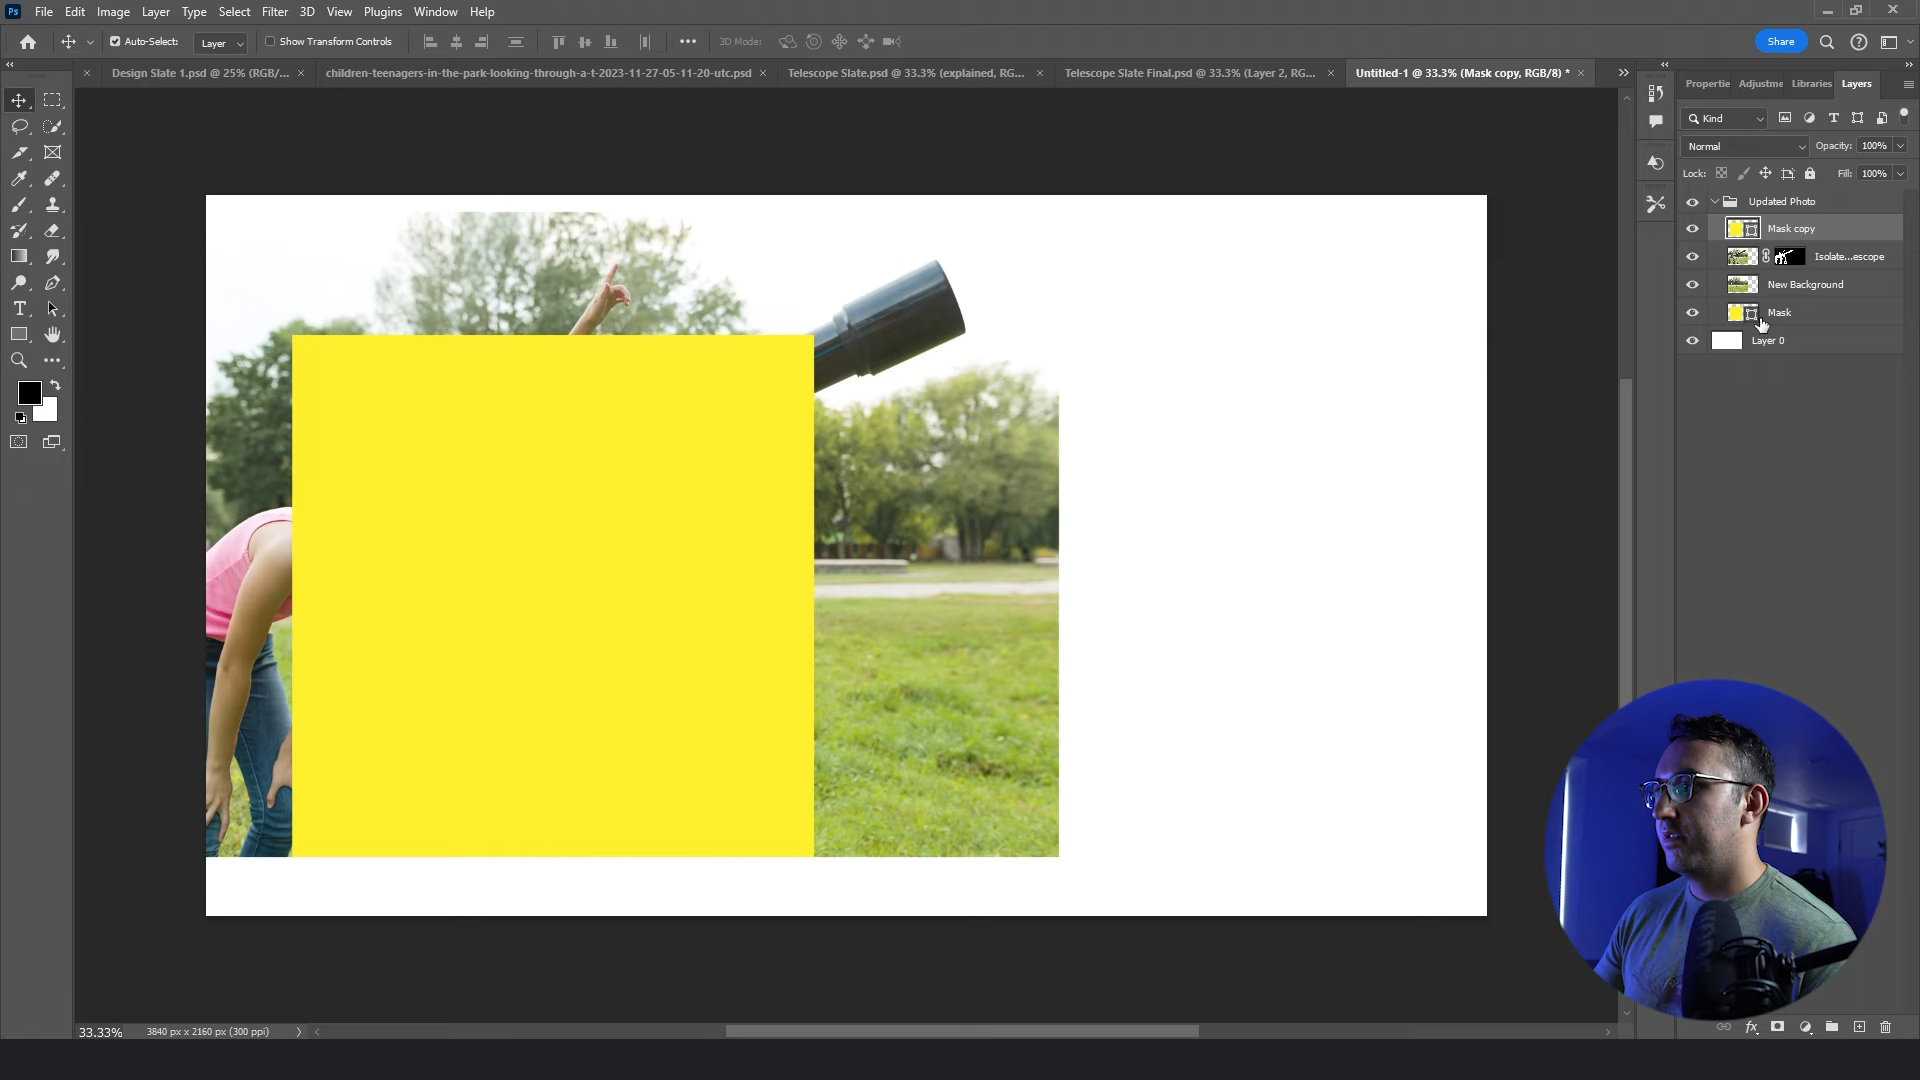 Ps File Edit Image Layer Type Select Filter 3D View Plugins Window Help
Auto-Select: Layer Show Transform Controls 3D Mode: Share
Design Slate 1.psd @ 25% (RGB/... children-teenagers-in-the-park-looking-through-a-t-2023-11-27-05-11-20-utc.psd Telescope Slate.psd @ 33.3% (explained, RG... Telescope Slate Final.psd @ 33.3% (Layer 2, RG... Untitled-1 @ 33.3% (Mask copy, RGB/8) *
Propertie Adjustme Libraries Layers
Kind
Normal Opacity: 100%
Lock: Fill: 100%
Updated Photo
Mask copy
Isolate...escope
New Background
Mask
Layer 0
33.33% 3840 px x 2160 px (300 ppi)